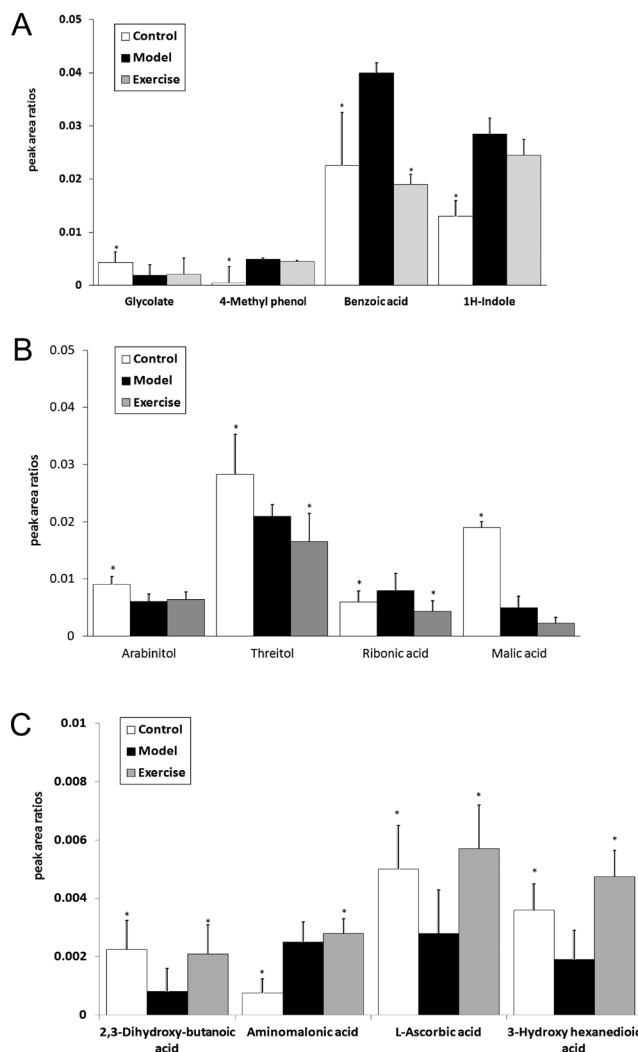 A
0.05
0.04
0.03
0.02
0.01
0
peak area ratios
Control
Model
Exercise
* * * * *
Glycolate 4-Methyl phenol Benzoic acid 1H-Indole
B
0.05
0.04
0.03
0.02
0.01
0
peak area ratios
Control
Model
Exercise
* * * * * *
Arabinitol Threitol Ribonic acid Malic acid
C
0.01
0.008
0.006
0.004
0.002
0
peak area ratios
Control
Model
Exercise
* * * * * * * *
2,3-Dihydroxy-butanoic acid Aminomalonic acid L-Ascorbic acid 3-Hydroxy hexanedioic acid